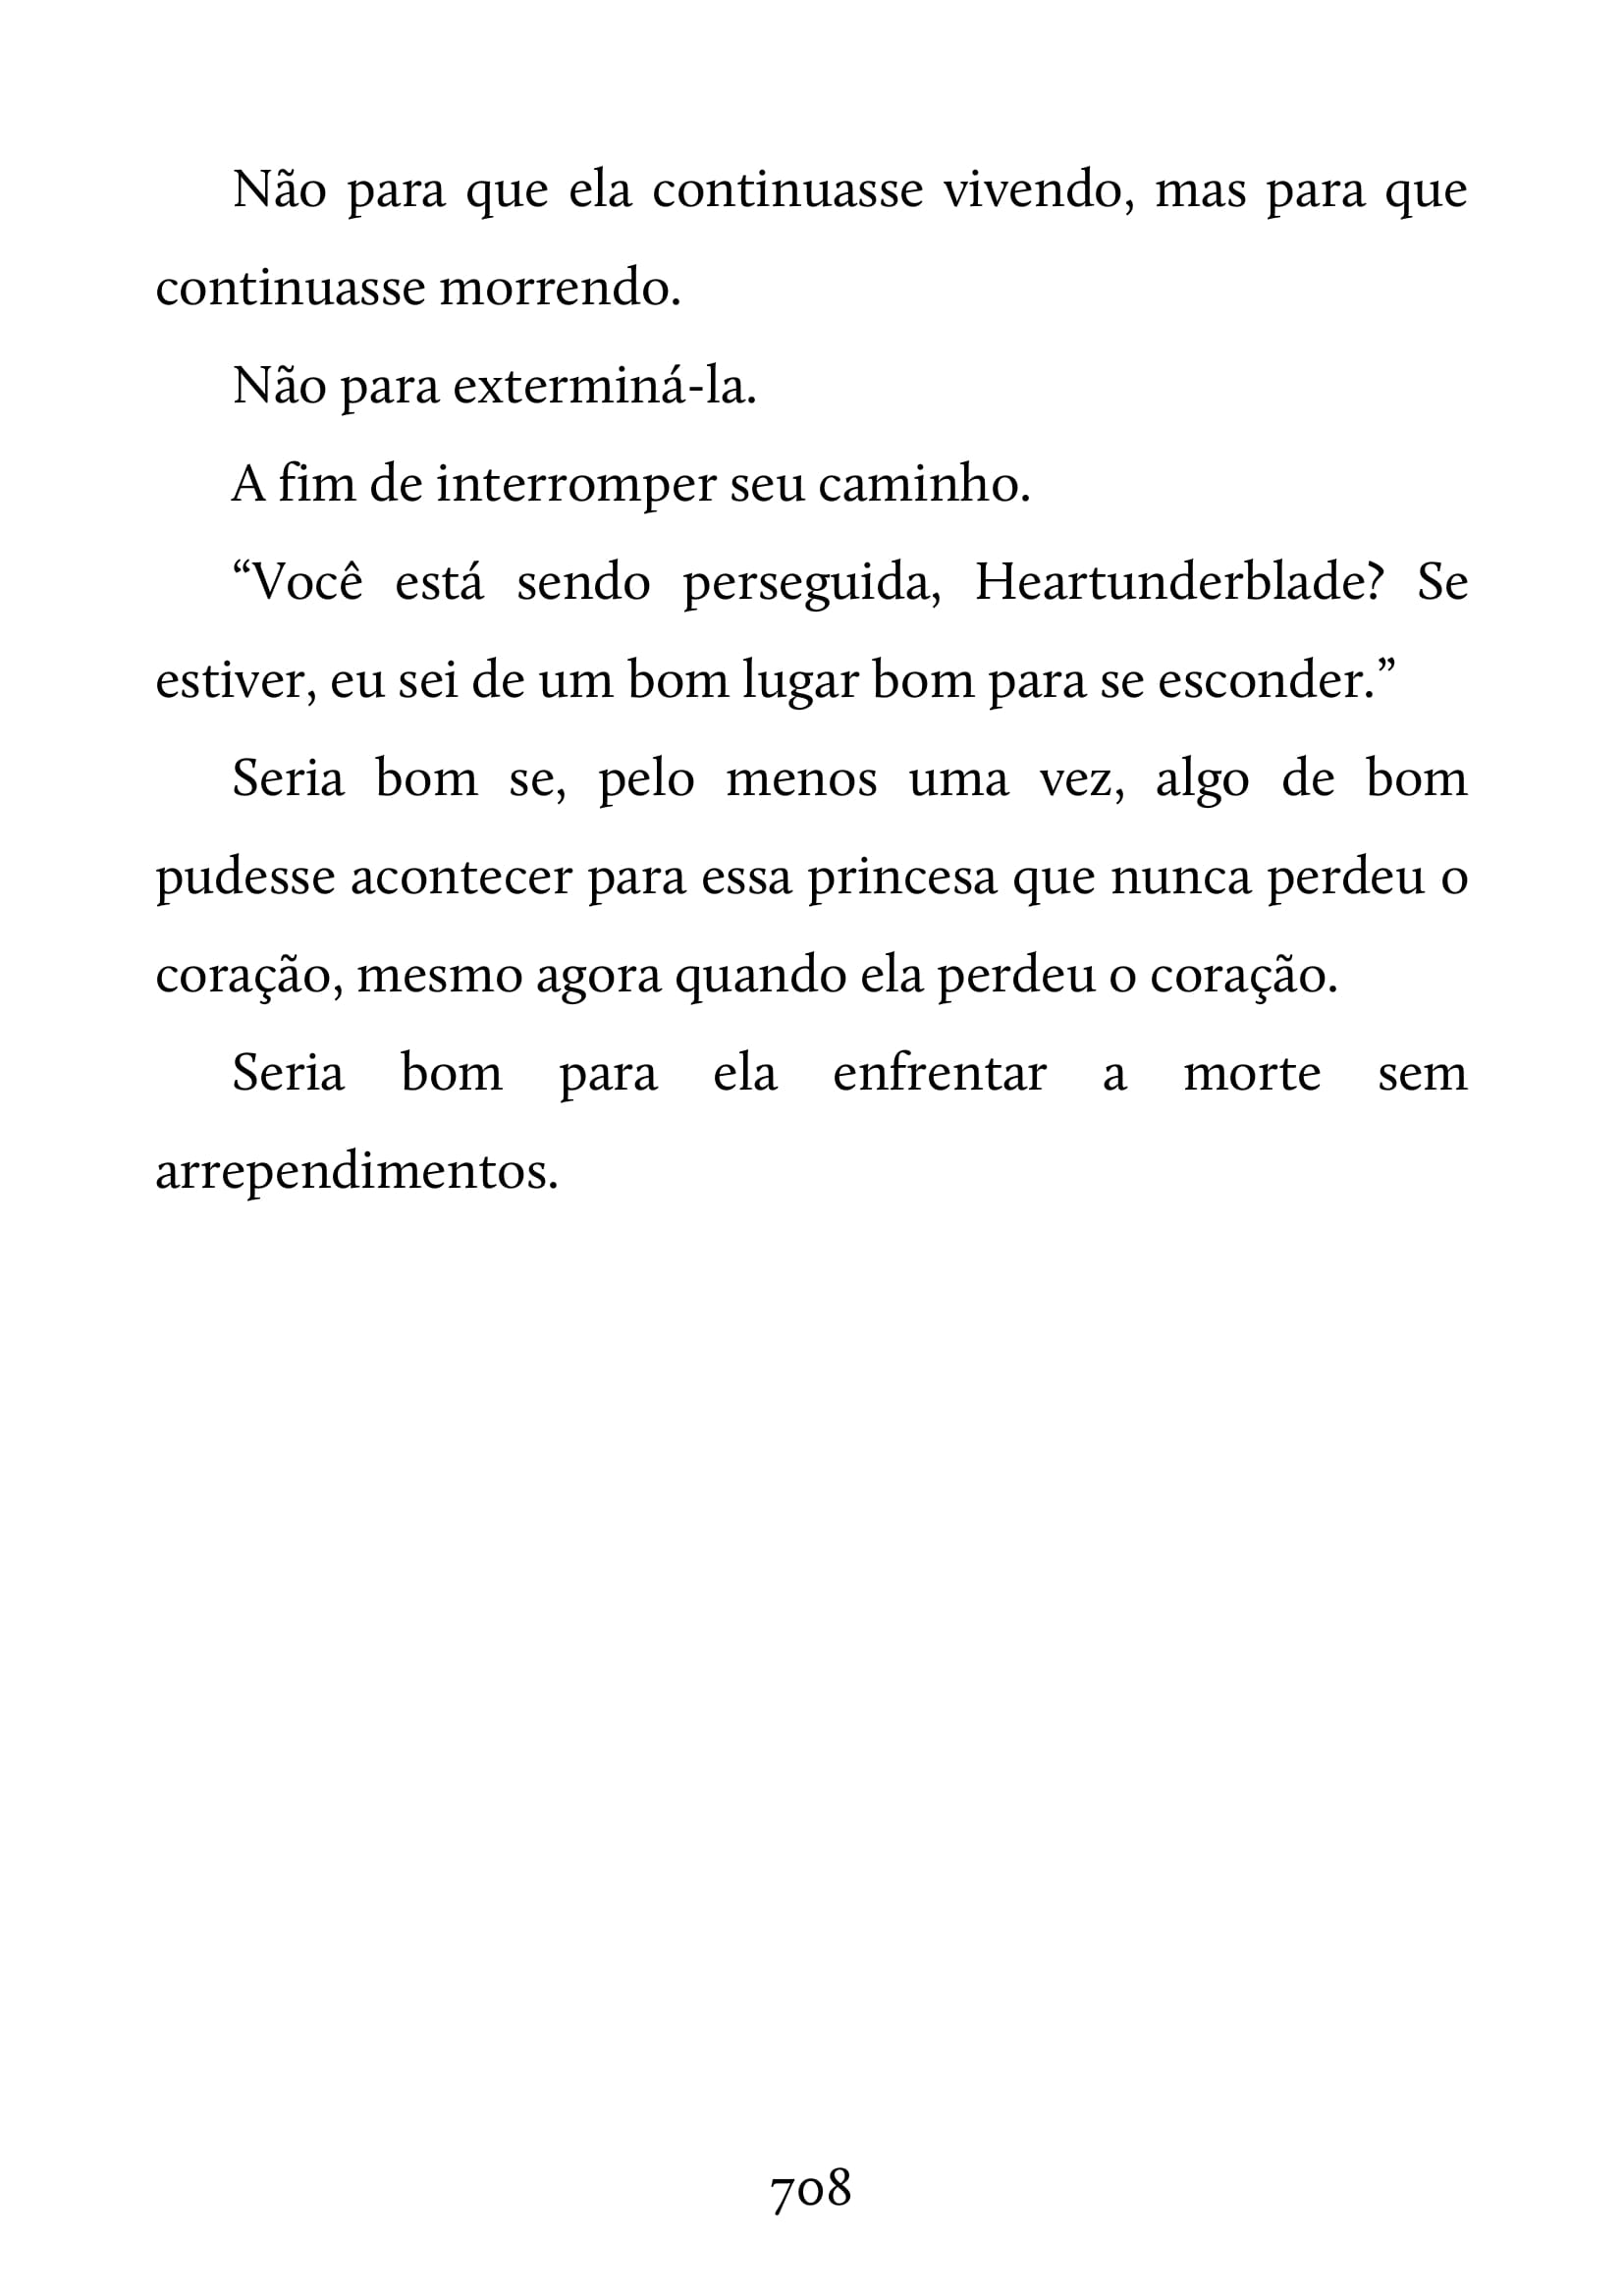 Não para que ela continuasse vivendo, mas para que
continuasse morrendo.
Não para exterminá-la.
A fim de interromper seu caminho.
“Você está sendo perseguida, Heartunderblade? Se
estiver, eu sei de um bom lugar bom para se esconder.”
Seria bom se, pelo menos uma vez, algo de bom
pudesse acontecer para essa princesa que nunca perdeu o
coração, mesmo agora quando ela perdeu o coração.
Seria bom para ela enfrentar a morte sem
arrependimentos.
708